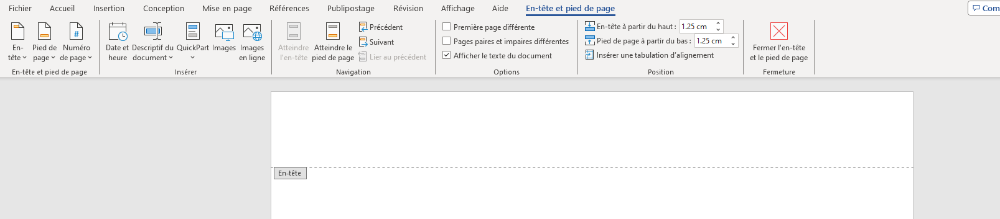 Fichier Accueil Insertion Conception Mise en page Références Publipostage Révision Affichage Aide En-tête et pied de page Com
En-tête
Pied de page
Numéro de page
En-tête et pied de page
Date et heure
Descriptif du document
QuickPart
Images
Images en ligne
Insérer
Atteindre l'en-tête
Atteindre le pied de page
Précédent
Suivant
Lier au précédent
Navigation
Première page différente
Pages paires et impaires différentes
Afficher le texte du document
Options
En-tête à partir du haut : 1.25 cm
Pied de page à partir du bas : 1.25 cm
Insérer une tabulation d'alignement
Position
Fermer l'en-tête et le pied de page
Fermeture
En-tête